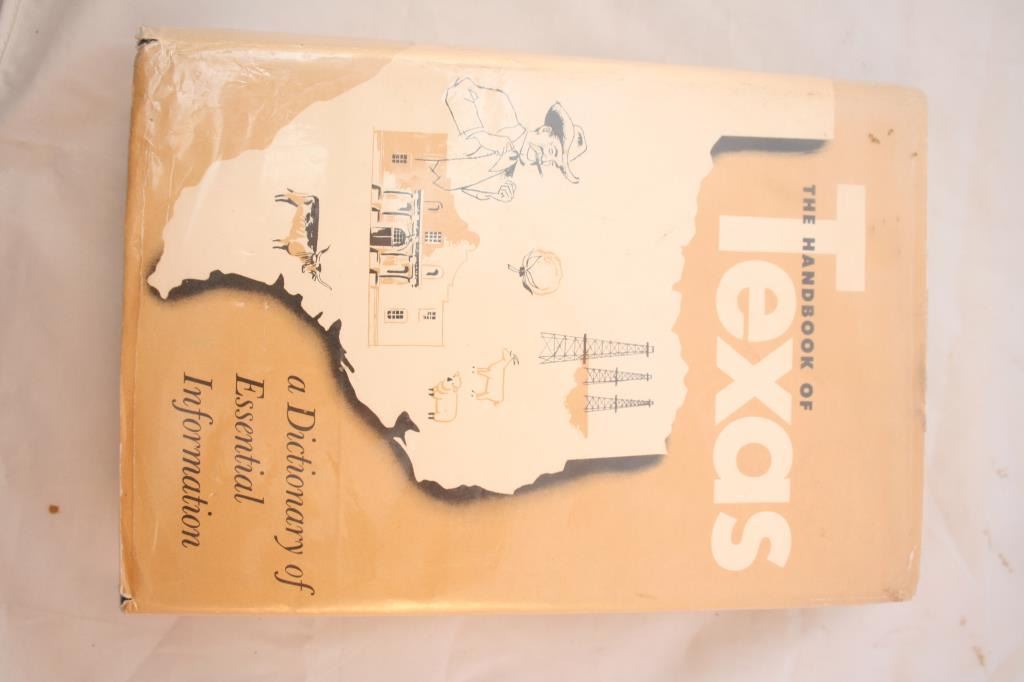 THE HANDBOOK OF
Texas
a Dictionary of
Essential
Information